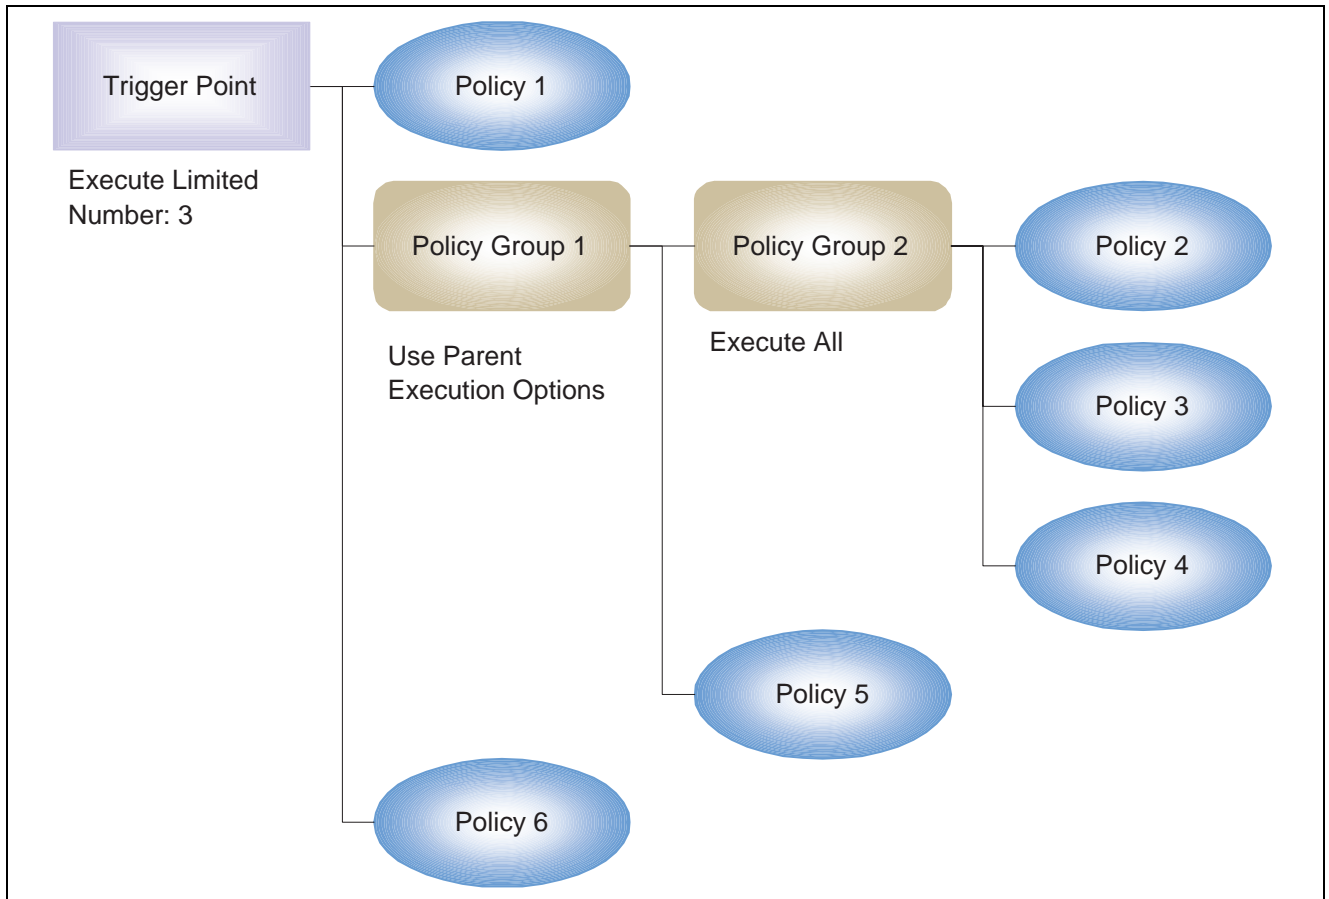 Trigger Point
Policy 1
Execute Limited
Number: 3
Policy Group 1
Policy Group 2
Policy 2
Use Parent
Execution Options
Execute All
Policy 3
Policy 4
Policy 5
Policy 6